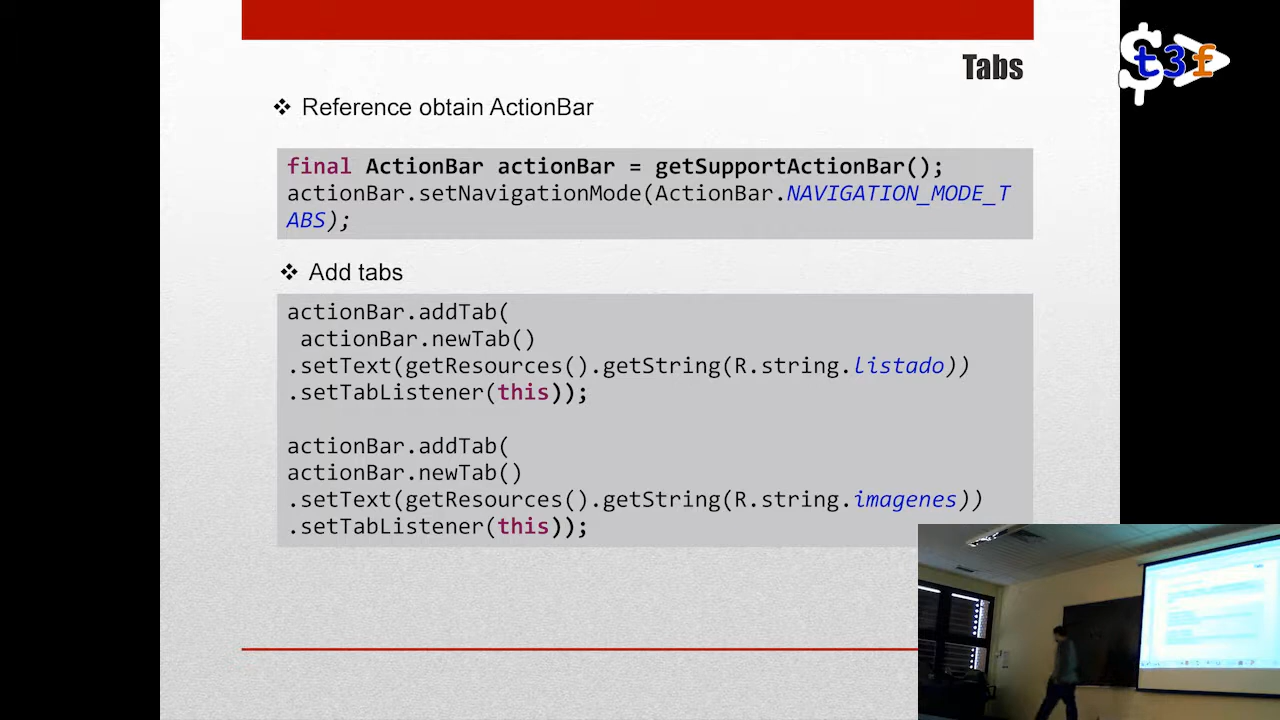 Tabs
❖ Reference obtain ActionBar
final ActionBar actionBar = getSupportActionBar();
actionBar.setNavigationMode(ActionBar.NAVIGATION_MODE_T
ABS);
❖ Add tabs
actionBar.addTab(
actionBar.newTab()
.setText(getResources().getString(R.string.listado))
.setTabListener(this));
actionBar.addTab(
actionBar.newTab()
.setText(getResources().getString(R.string.imagenes))
.setTabListener(this));
$t3f